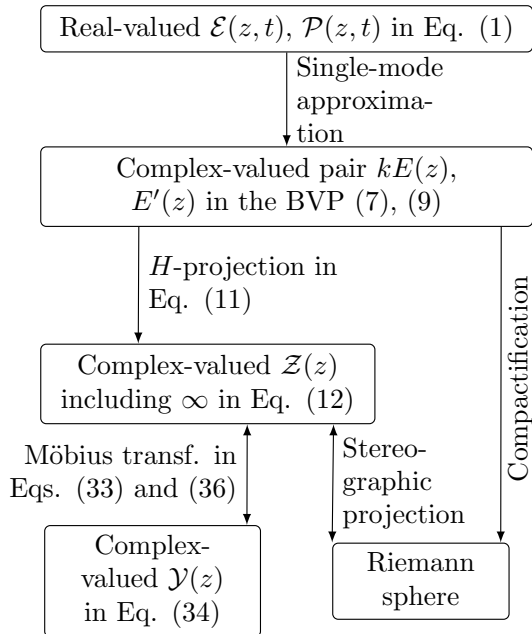 Real-valued ℰ(z, t), 𝒫(z, t) in Eq. (1)
Single-mode
approxima-
tion
Complex-valued pair kE(z),
E′(z) in the BVP (7), (9)
H-projection in
Eq. (11)
Compactification
Complex-valued 𝒵(z)
including ∞ in Eq. (12)
Möbius transf. in
Eqs. (33) and (36)
Stereo-
graphic
projection
Complex-
valued 𝒴(z)
in Eq. (34)
Riemann
sphere